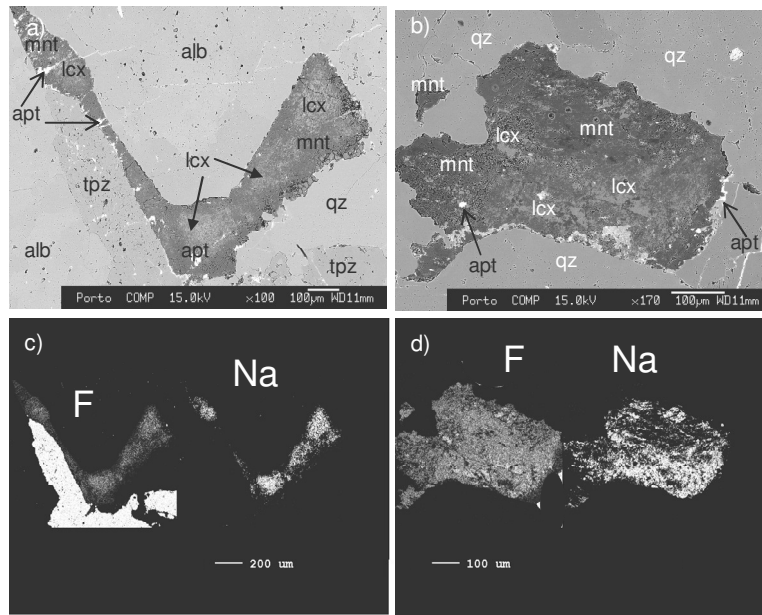 a)
mnt
alb
lcx
apt
lcx
mnt
lcx
tpz
qz
apt
alb
tpz
Porto COMP 15.0kV ×100 100µm WD11mm
b)
qz
qz
mnt
mnt
lcx
mnt
lcx
lcx
apt
apt
qz
Porto COMP 15.0kV ×170 100µm WD11mm
c)
F
Na
200 um
d)
F
Na
100 um